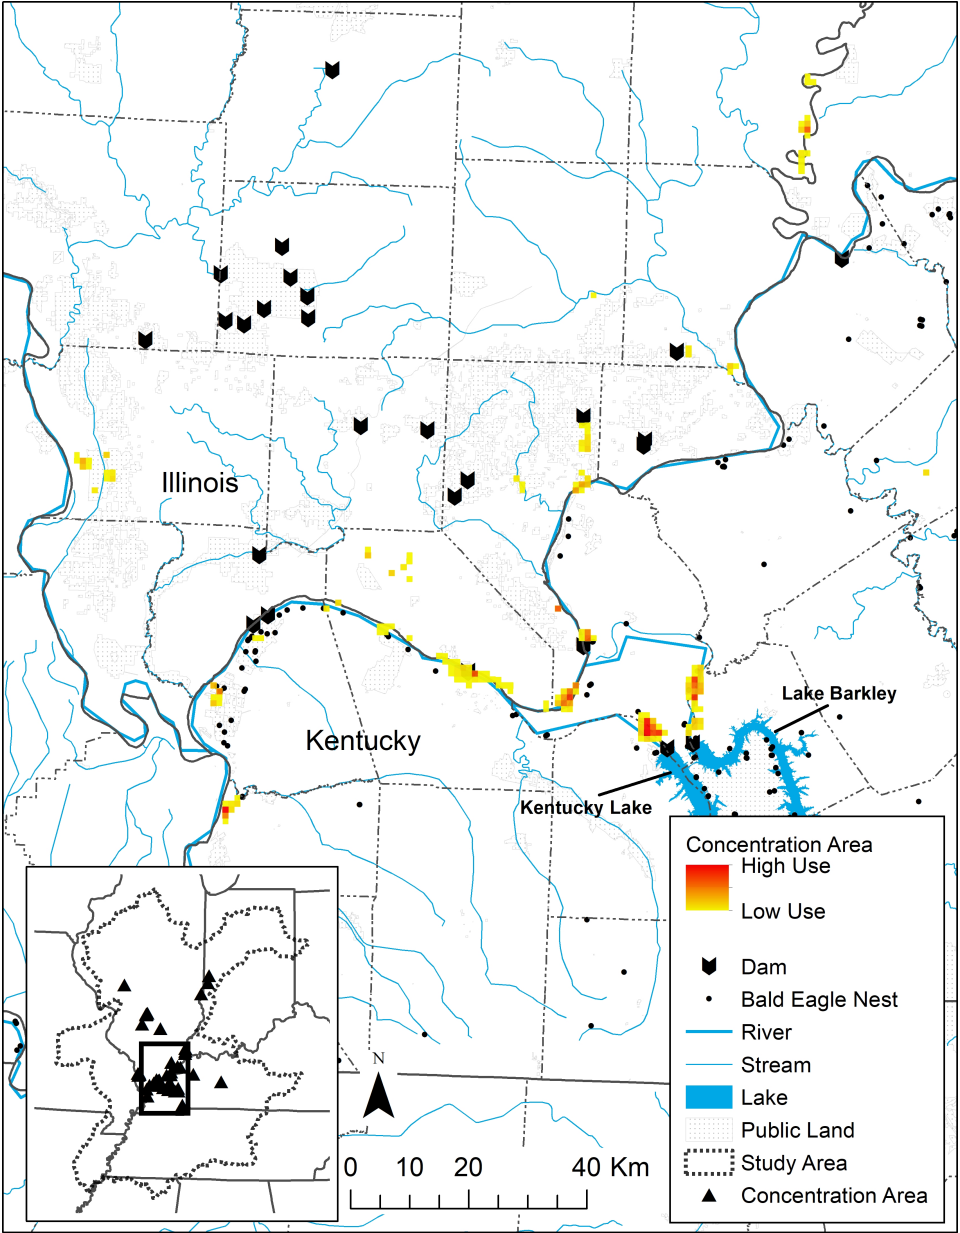 Illinois
Lake Barkley
Kentucky
Kentucky Lake
Concentration Area
High Use
Low Use
Dam
Bald Eagle Nest
River
Stream
Lake
Public Land
Study Area
Concentration Area
N
0 10 20 40 Km